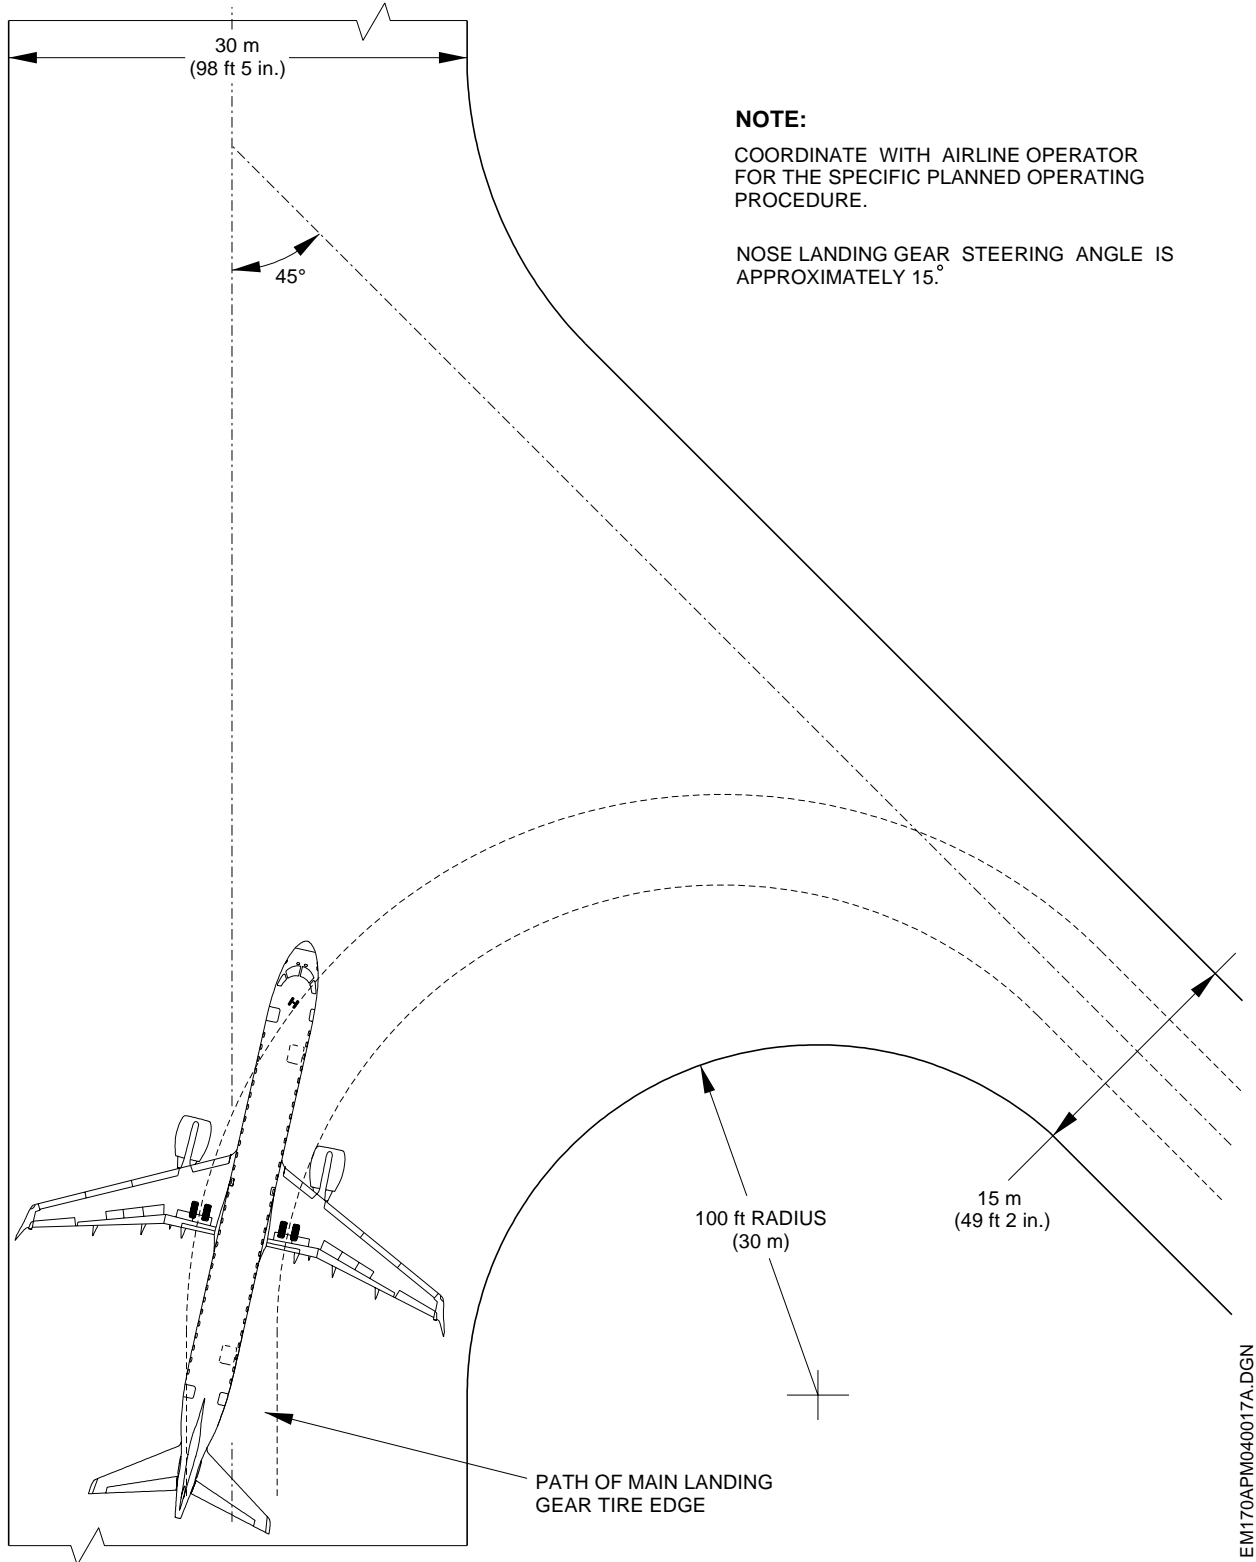 30 m
(98 ft 5 in.)
NOTE:
COORDINATE WITH AIRLINE OPERATOR
FOR THE SPECIFIC PLANNED OPERATING
PROCEDURE.
NOSE LANDING GEAR STEERING ANGLE IS
APPROXIMATELY 15.°
45°
100 ft RADIUS
(30 m)
15 m
(49 ft 2 in.)
PATH OF MAIN LANDING
GEAR TIRE EDGE
EM170APM040017A.DGN